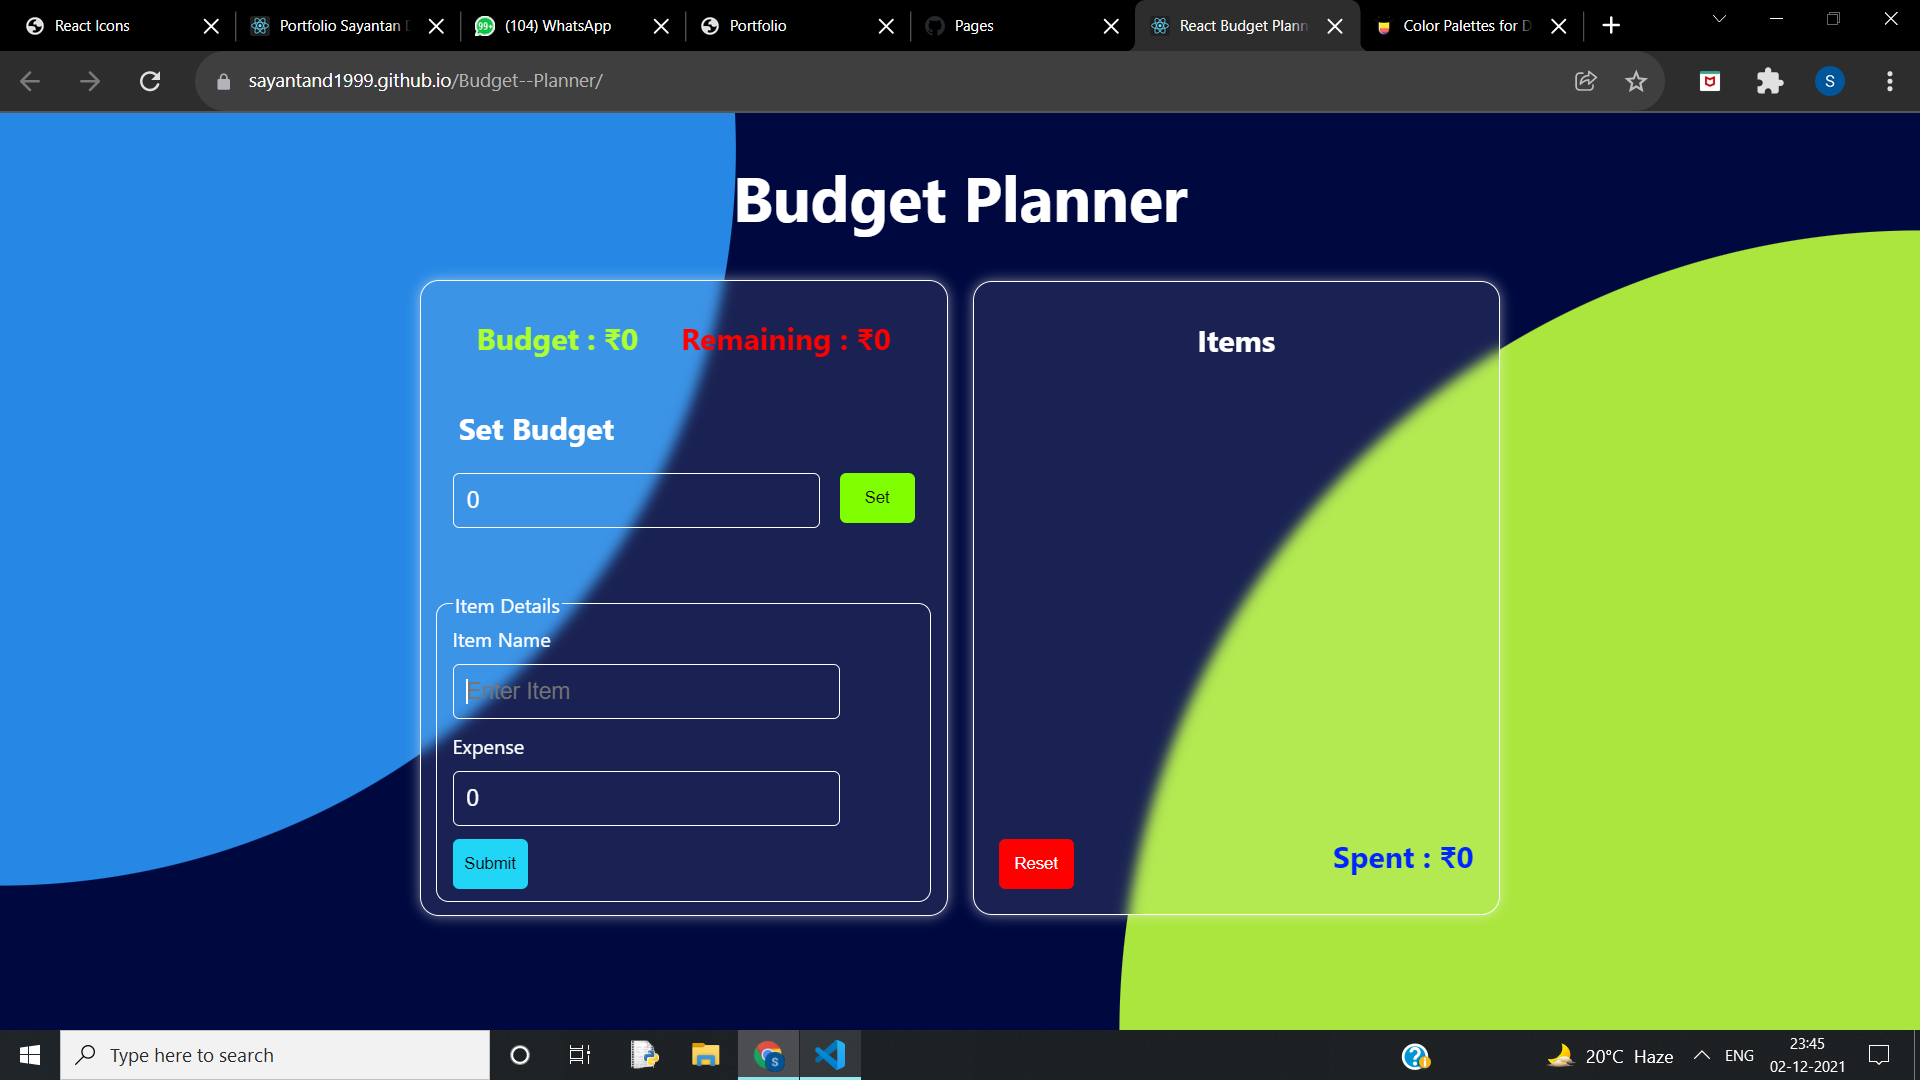 React Icons
Portfolio Sayantan
(104) WhatsApp
Portfolio
Pages
React Budget Plann
Color Palettes for D
sayantand1999.github.io/Budget--Planner/
S
Budget Planner
Budget : ₹0 Remaining : ₹0
Set Budget
0
Set
Item Details
Item Name
Enter Item
Expense
0
Submit
Items
Reset
Spent : ₹0
Type here to search
20°C Haze
ENG
23:45
02-12-2021